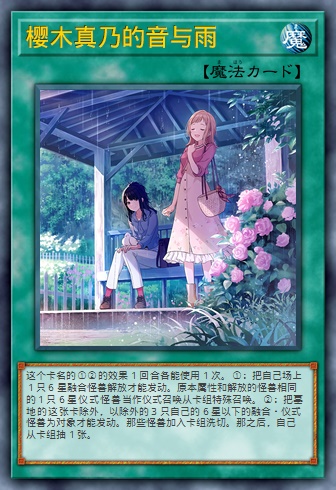 樱木真乃的音与雨
魔
【魔法カード】
这个卡名的①②的效果1回合各能使用1次。①：把自己场上
1只6星融合怪兽解放才能发动。原本属性和解放的怪兽相同
的1只6星仪式怪兽当作仪式召唤从卡组特殊召唤。②：把墓
地的这张卡除外，以除外的3只自己的6星以下的融合·仪式
怪兽为对象才能发动。那些怪兽加入卡组洗切。那之后，自己
从卡组抽1张。